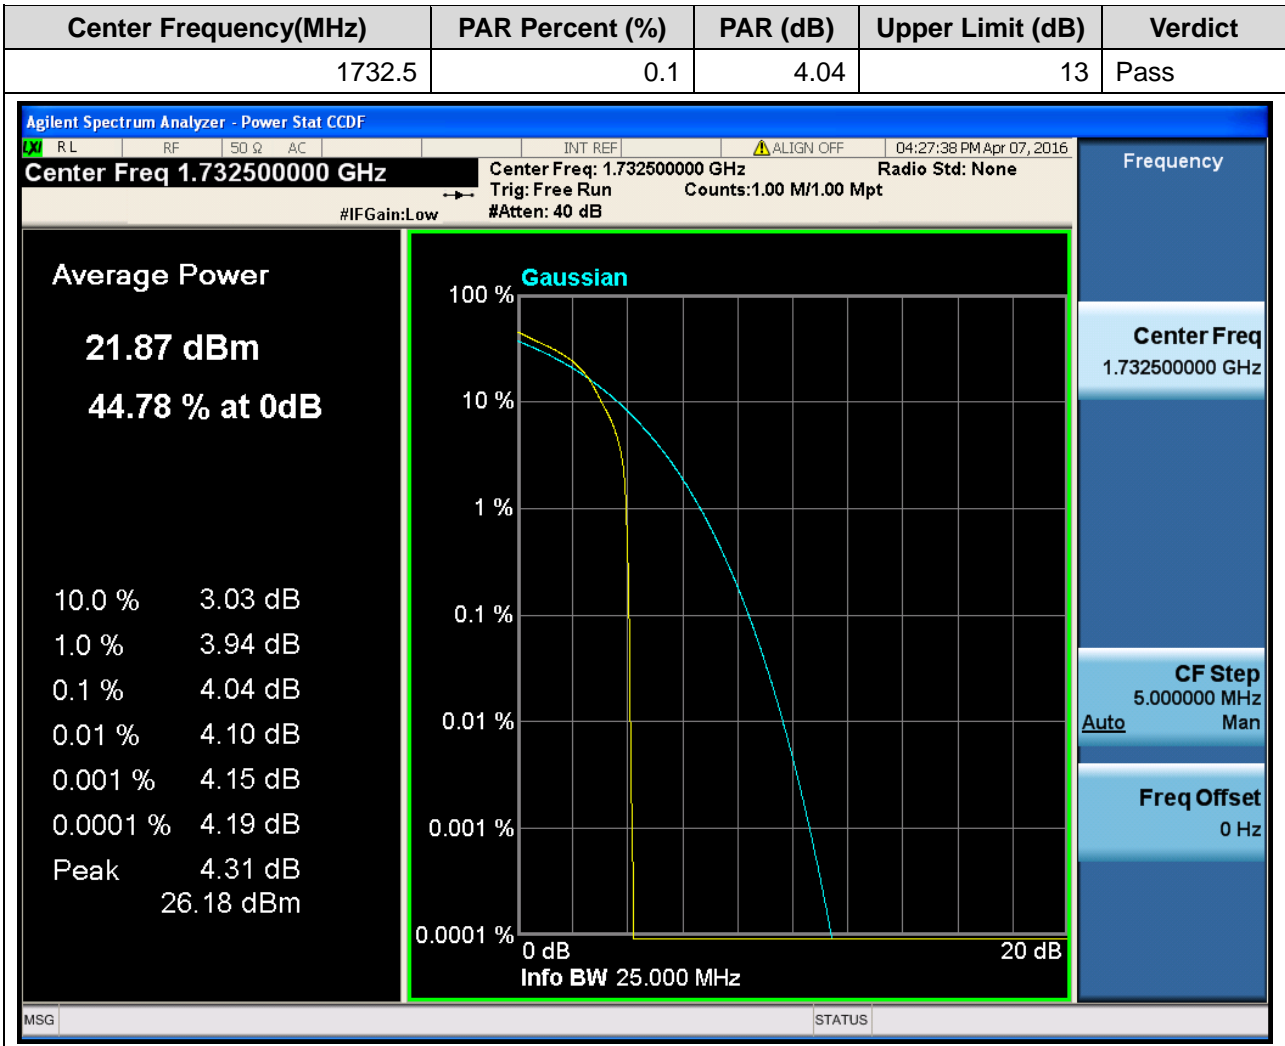 Center Frequency(MHz) PAR Percent (%) PAR (dB) Upper Limit (dB) Verdict
1732.5 0.1 4.04 13 Pass
Agilent Spectrum Analyzer - Power Stat CCDF
LXI RL RF 50 Ω AC INT REF ALIGN OFF 04:27:38 PM Apr 07, 2016
Center Freq 1.732500000 GHz
Center Freq: 1.732500000 GHz Radio Std: None
Trig: Free Run Counts:1.00 M/1.00 Mpt
#IFGain:Low #Atten: 40 dB
Average Power
21.87 dBm
44.78 % at 0dB
10.0 % 3.03 dB
1.0 % 3.94 dB
0.1 % 4.04 dB
0.01 % 4.10 dB
0.001 % 4.15 dB
0.0001 % 4.19 dB
Peak 4.31 dB
26.18 dBm
Gaussian
100 %
10 %
1 %
0.1 %
0.01 %
0.001 %
0.0001 %
0 dB 20 dB
Info BW 25.000 MHz
Frequency
Center Freq
1.732500000 GHz
CF Step
5.000000 MHz
Auto Man
Freq Offset
0 Hz
MSG STATUS